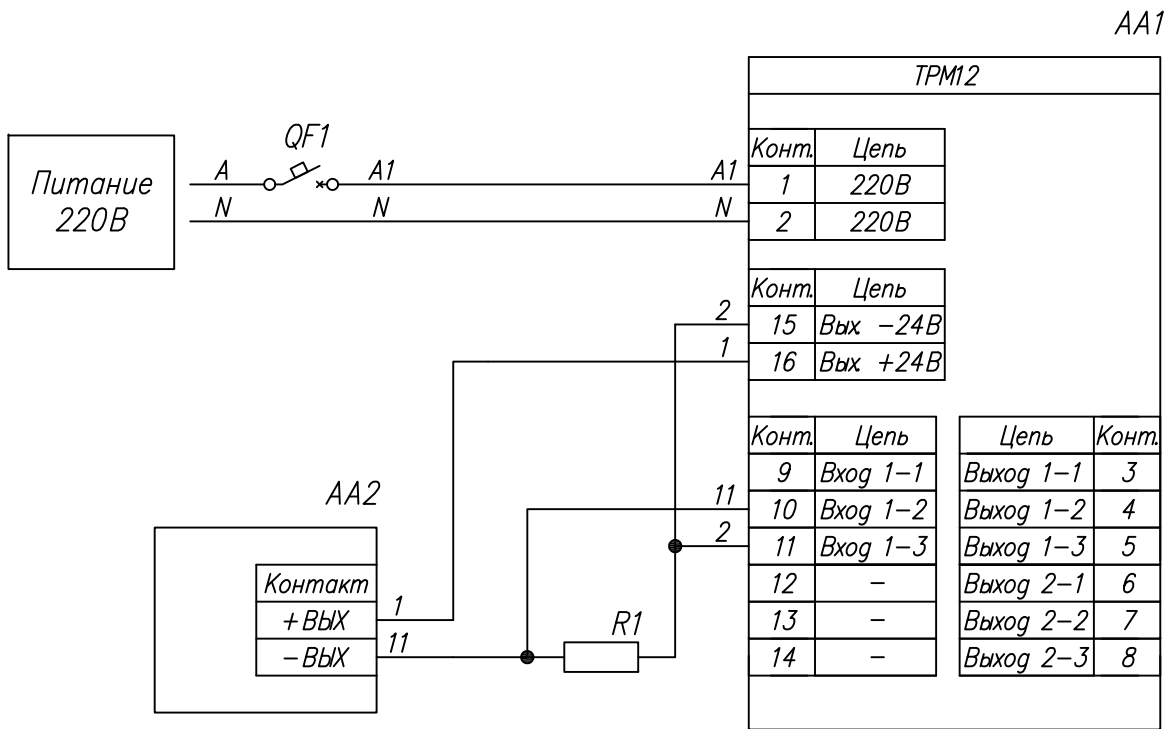 AA1
ТРМ12
QF1
Питание
220В
A
A1
A1
N
N
N
Конт. Цепь
1 220В
2 220В
Конт. Цепь
2
15 Вых. -24В
1
16 Вых. +24В
Конт. Цепь
9 Вход 1-1
11
10 Вход 1-2
2
11 Вход 1-3
12 -
13 -
14 -
Цепь Конт.
Выход 1-1 3
Выход 1-2 4
Выход 1-3 5
Выход 2-1 6
Выход 2-2 7
Выход 2-3 8
AA2
Контакт
+ВЫХ
1
-ВЫХ
11
R1